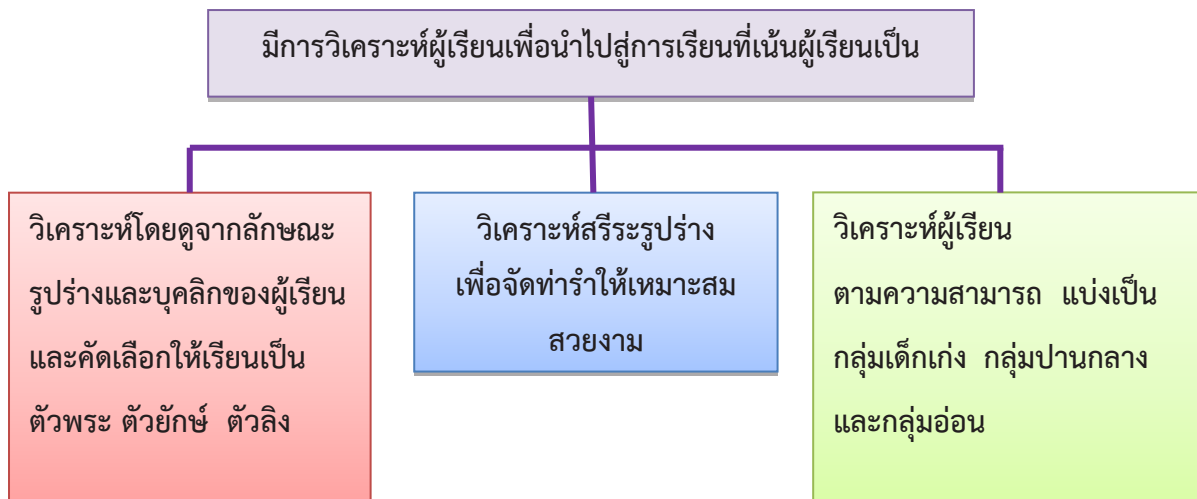 มีการวิเคราะห์ผู้เรียนเพื่อนำไปสู่การเรียนที่เน้นผู้เรียนเป็น
วิเคราะห์โดยดูจากลักษณะ
รูปร่างและบุคลิกของผู้เรียน
และคัดเลือกให้เรียนเป็น
ตัวพระ ตัวยักษ์ ตัวลิง
วิเคราะห์สรีระรูปร่าง
เพื่อจัดท่ารำให้เหมาะสม
สวยงาม
วิเคราะห์ผู้เรียน
ตามความสามารถ แบ่งเป็น
กลุ่มเด็กเก่ง กลุ่มปานกลาง
และกลุ่มอ่อน